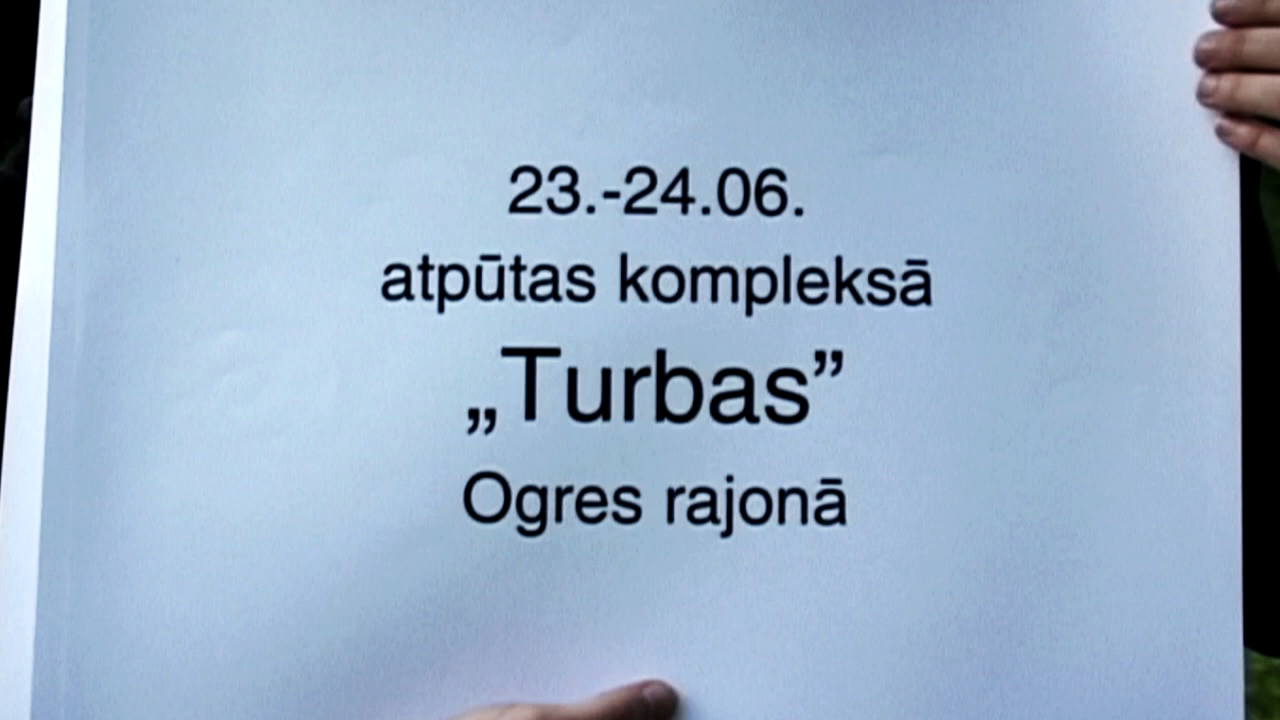 23.-24.06.
atpūtas kompleksā
„Turbas”
Ogres rajonā